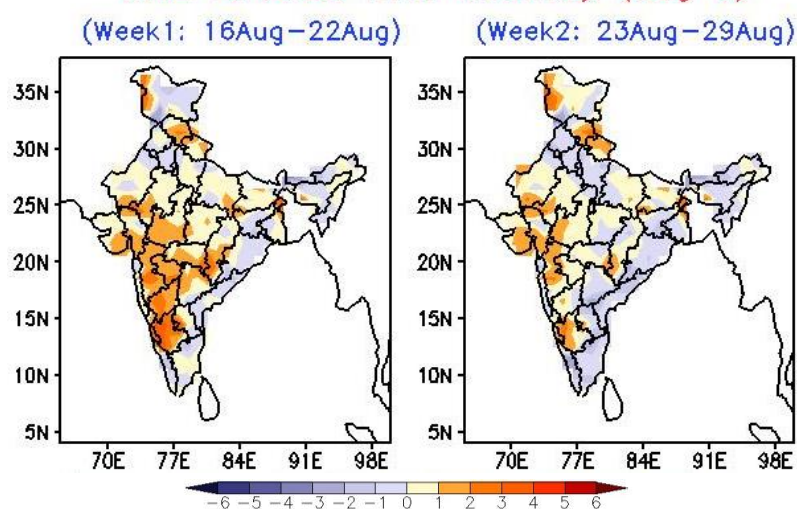 (Week1: 16Aug−22Aug) (Week2: 23Aug−29Aug)
35N 35N
30N 30N
25N 25N
20N 20N
15N 15N
10N 10N
5N 5N
70E 77E 84E 91E 98E 70E 77E 84E 91E 98E
−6 −5 −4 −3 −2 −1 0 1 2 3 4 5 6